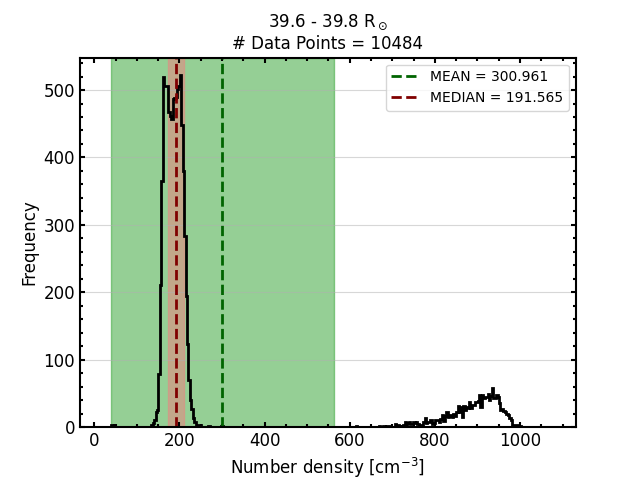 39.6 - 39.8 R⊙
# Data Points = 10484
MEAN = 300.961
MEDIAN = 191.565
Frequency
500
400
300
200
100
0
0 200 400 600 800 1000
Number density [cm⁻³]